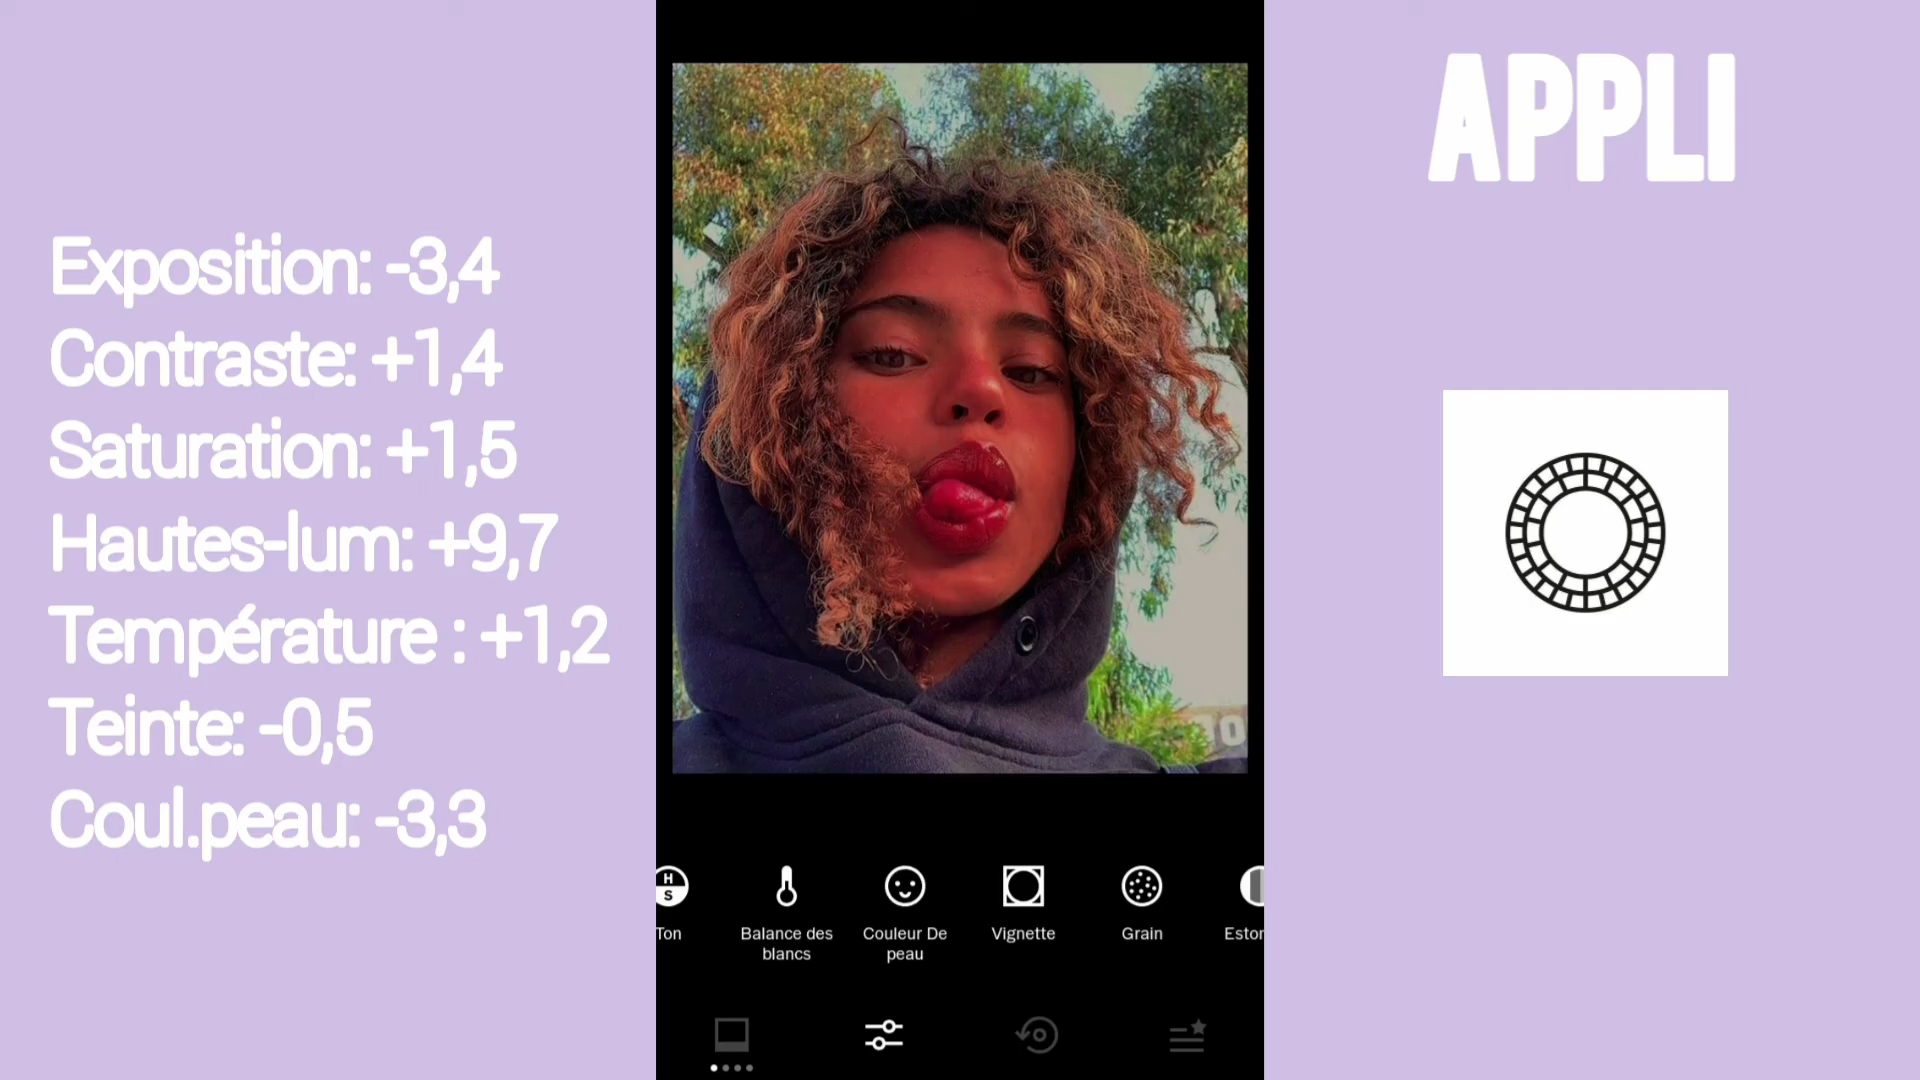 Exposition: -3,4
Contraste: +1,4
Saturation: +1,5
Hautes-lum: +9,7
Température : +1,2
Teinte: -0,5
Coul.peau: -3,3
APPLI
H
S
Ton
Balance des
blancs
Couleur De
peau
Vignette
Grain